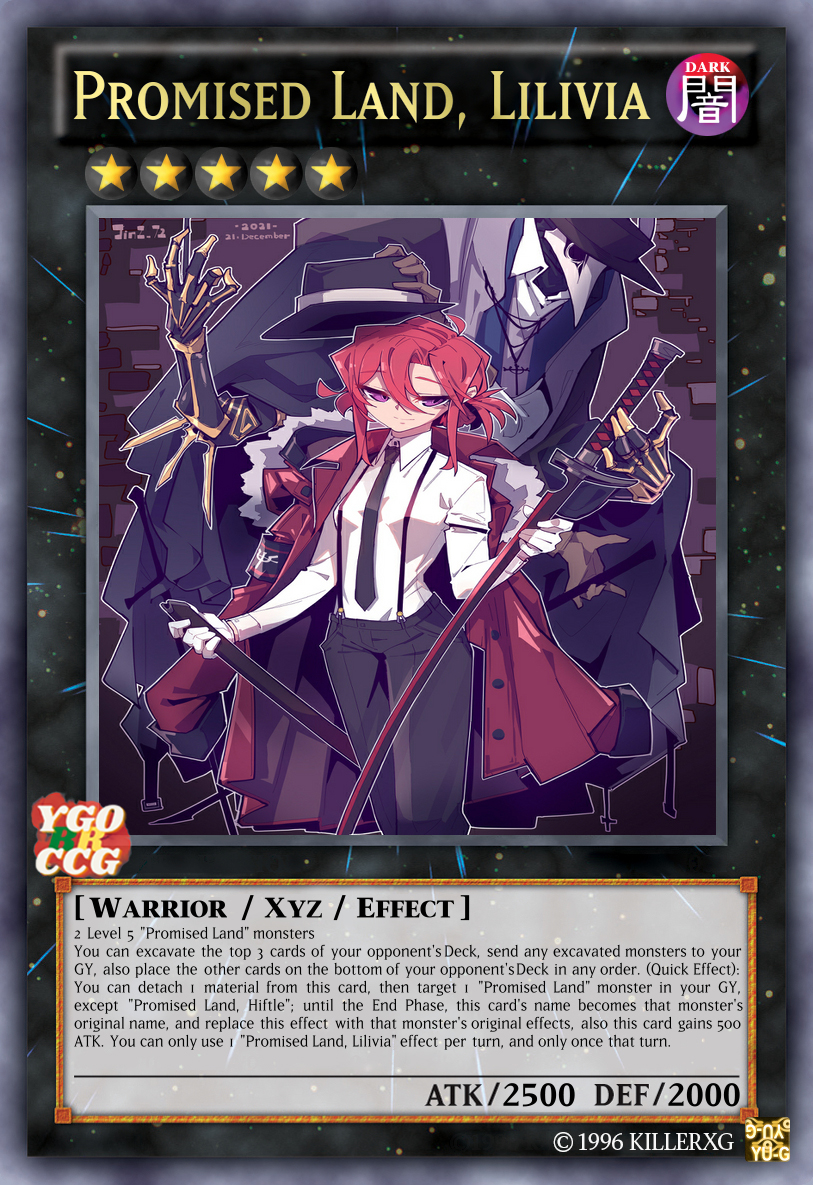 Promised Land, Lilivia
DARK
闇
Jinz-72
-2021-
21.December
YGO
RR
CCG
[ Warrior / Xyz / Effect ]
2 Level 5 "Promised Land" monsters
You can excavate the top 3 cards of your opponent's Deck, send any excavated monsters to your
GY, also place the other cards on the bottom of your opponent's Deck in any order. (Quick Effect):
You can detach 1 material from this card, then target 1 "Promised Land" monster in your GY,
except "Promised Land, Hiftle"; until the End Phase, this card's name becomes that monster's
original name, and replace this effect with that monster's original effects, also this card gains 500
ATK. You can only use 1 "Promised Land, Lilivia" effect per turn, and only once that turn.
ATK/2500 DEF/2000
© 1996 KILLERXG